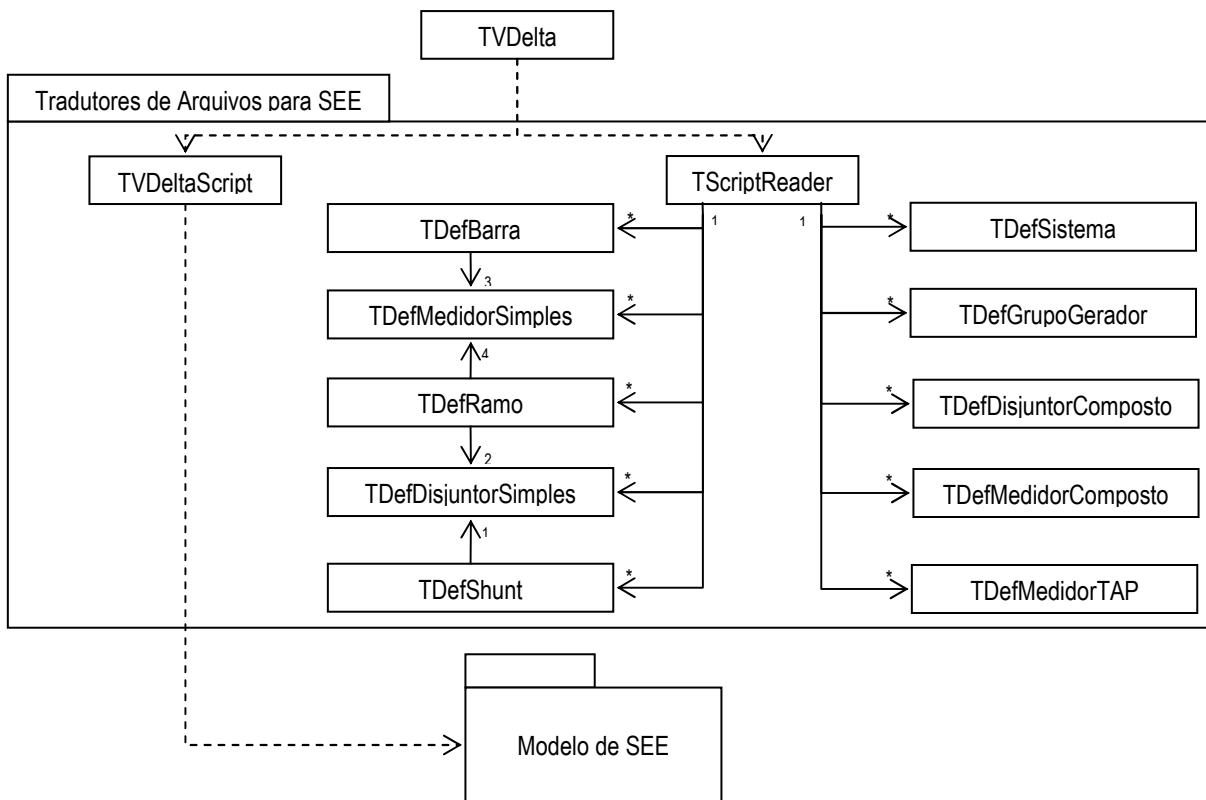 TVDelta
Tradutores de Arquivos para SEE
TVDeltaScript
TScriptReader
1
1
*
TDefBarra
*
TDefSistema
3
*
TDefMedidorSimples
*
TDefGrupoGerador
4
*
TDefRamo
*
TDefDisjuntorComposto
2
*
TDefDisjuntorSimples
*
TDefMedidorComposto
1
*
TDefShunt
*
TDefMedidorTAP
Modelo de SEE